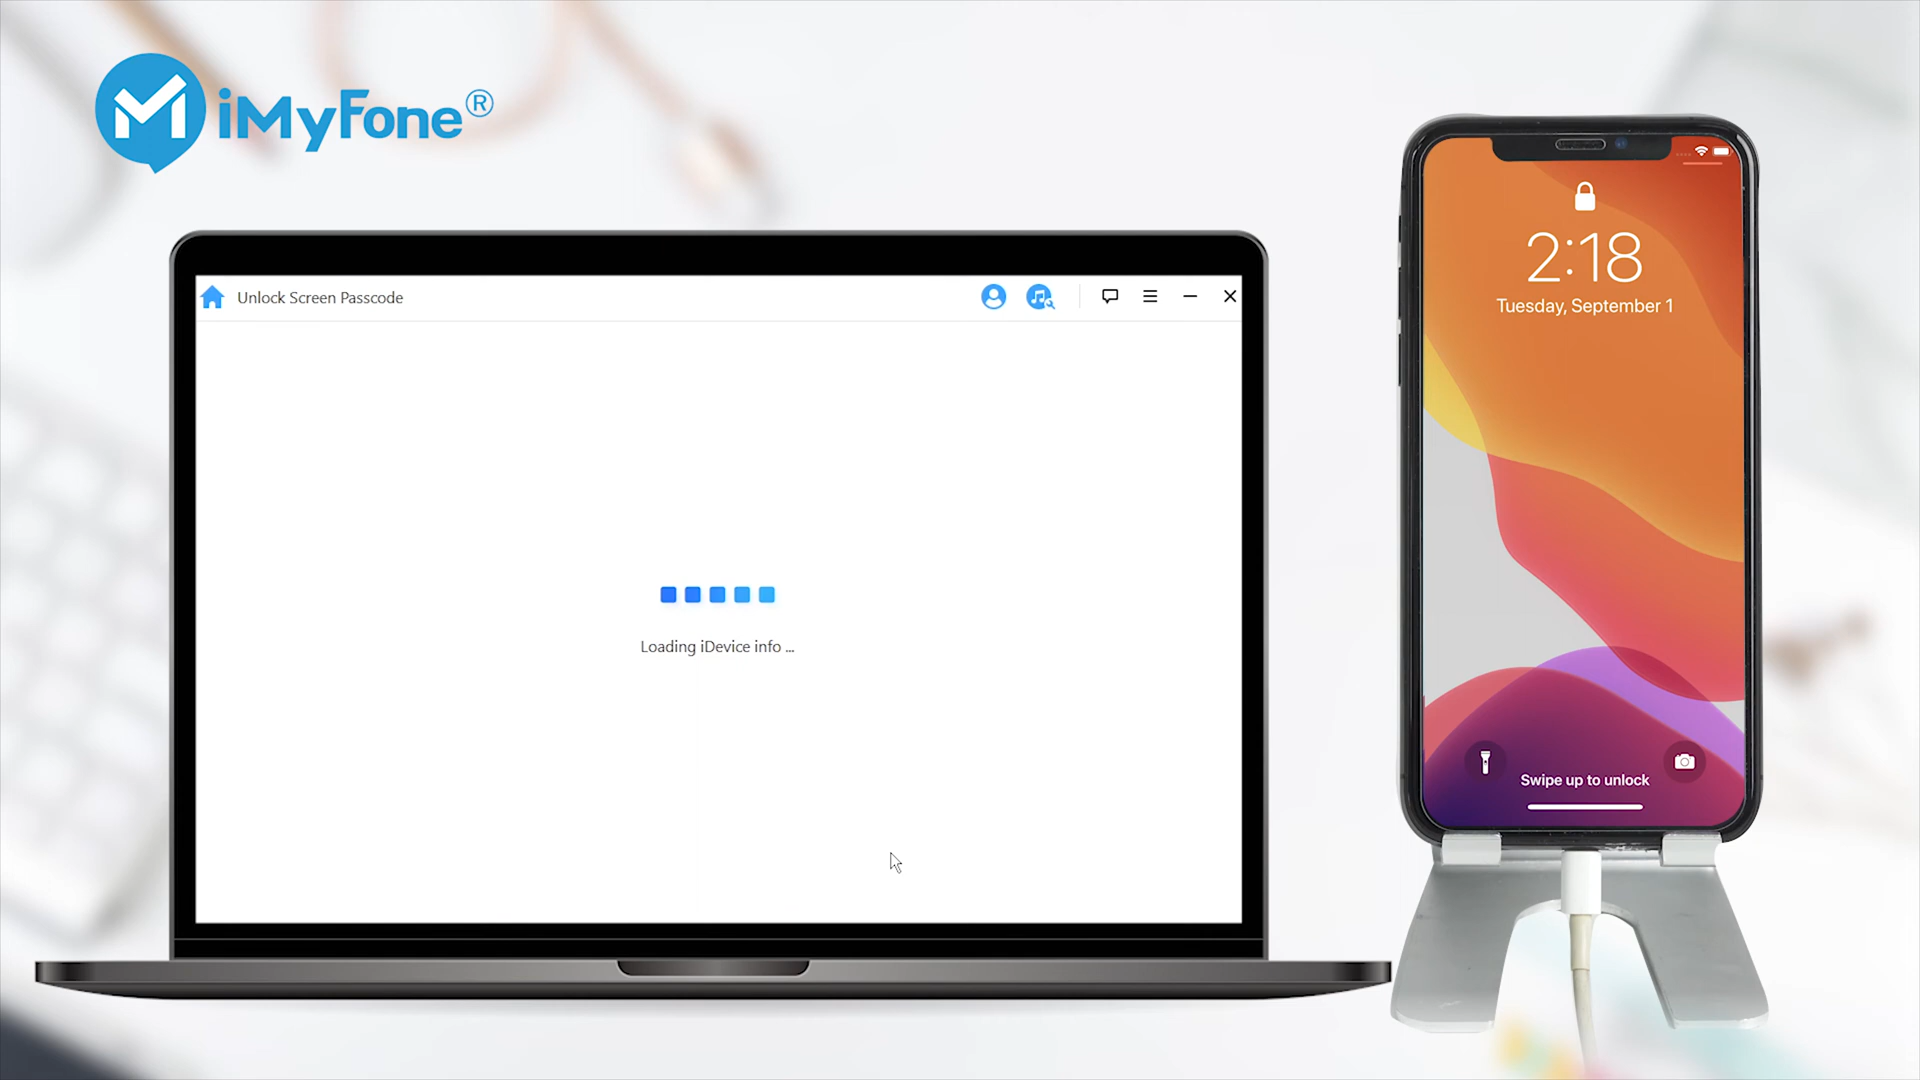 iMyFone®
Unlock Screen Passcode
Loading iDevice info ...
2:18
Tuesday, September 1
Swipe up to unlock